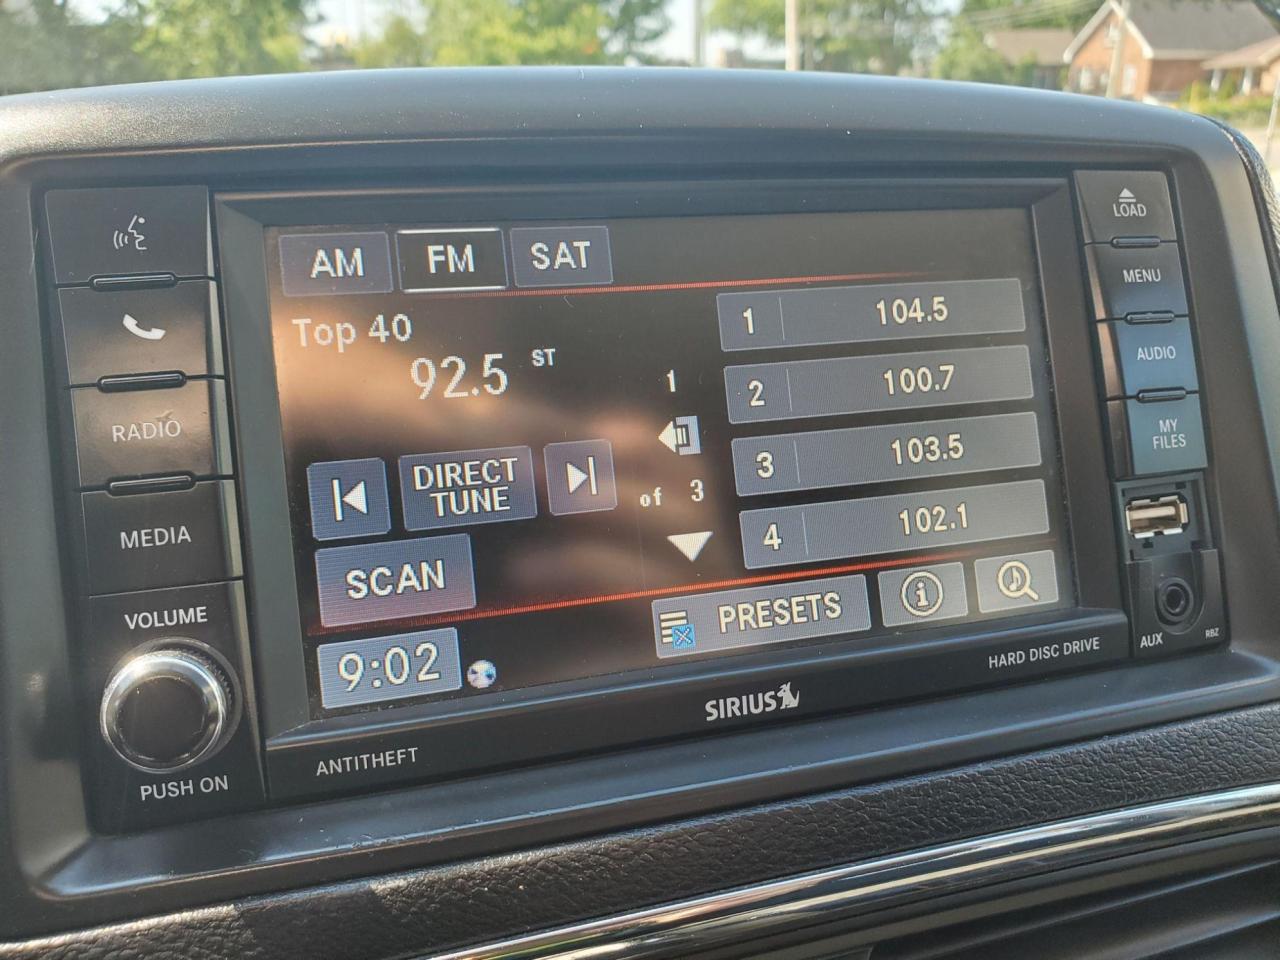 AM FM SAT
Top 40
92.5 ST
1
of 3
DIRECT
TUNE
SCAN
9:02
1 104.5
2 100.7
3 103.5
4 102.1
PRESETS
i
RADIO
MEDIA
VOLUME
PUSH ON
ANTITHEFT
SIRIUS
HARD DISC DRIVE
LOAD
MENU
AUDIO
MY
FILES
AUX
RBZ